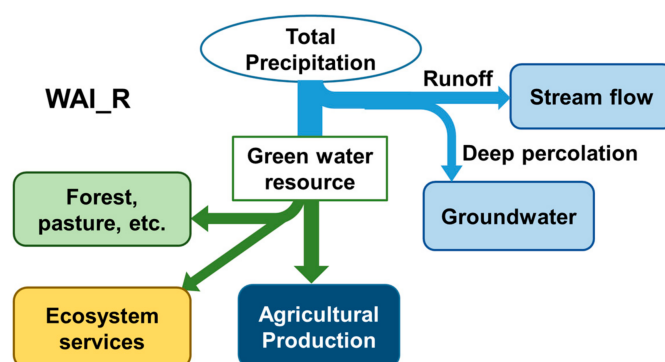 Total
Precipitation
WAI_R
Runoff
Stream flow
Green water
resource
Deep percolation
Forest,
pasture, etc.
Groundwater
Ecosystem
services
Agricultural
Production